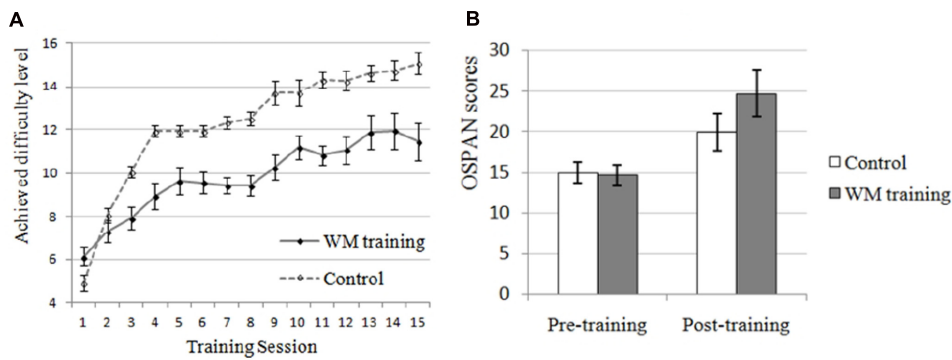 A
Achieved difficulty level
16
14
12
10
8
6
4
WM training
Control
1 2 3 4 5 6 7 8 9 10 11 12 13 14 15
Training Session
B
OSPAN scores
30
25
20
15
10
5
0
Control
WM training
Pre-training Post-training